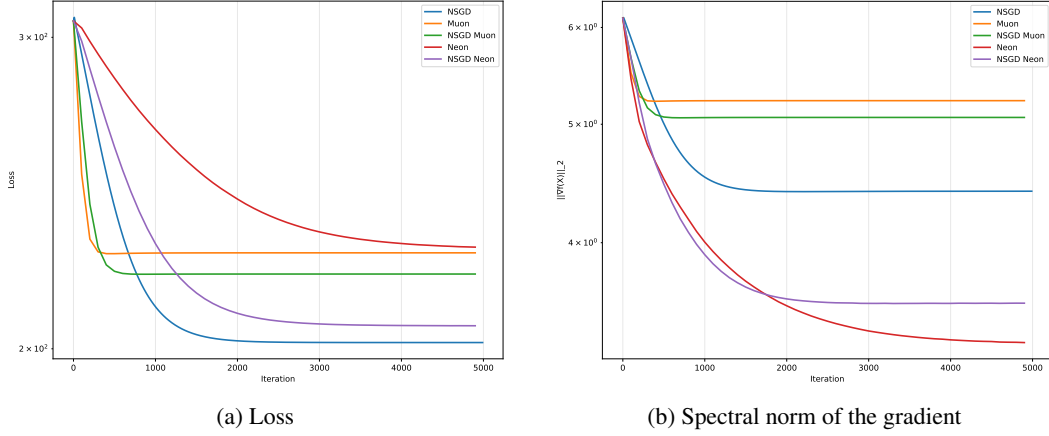 3 × 10²
2 × 10²
Loss
0
1000
2000
3000
4000
5000
Iteration
NSGD
Muon
NSGD Muon
Neon
NSGD Neon
(a) Loss
6 × 10⁰
5 × 10⁰
4 × 10⁰
||∇f(X)||_2
0
1000
2000
3000
4000
5000
Iteration
NSGD
Muon
NSGD Muon
Neon
NSGD Neon
(b) Spectral norm of the gradient